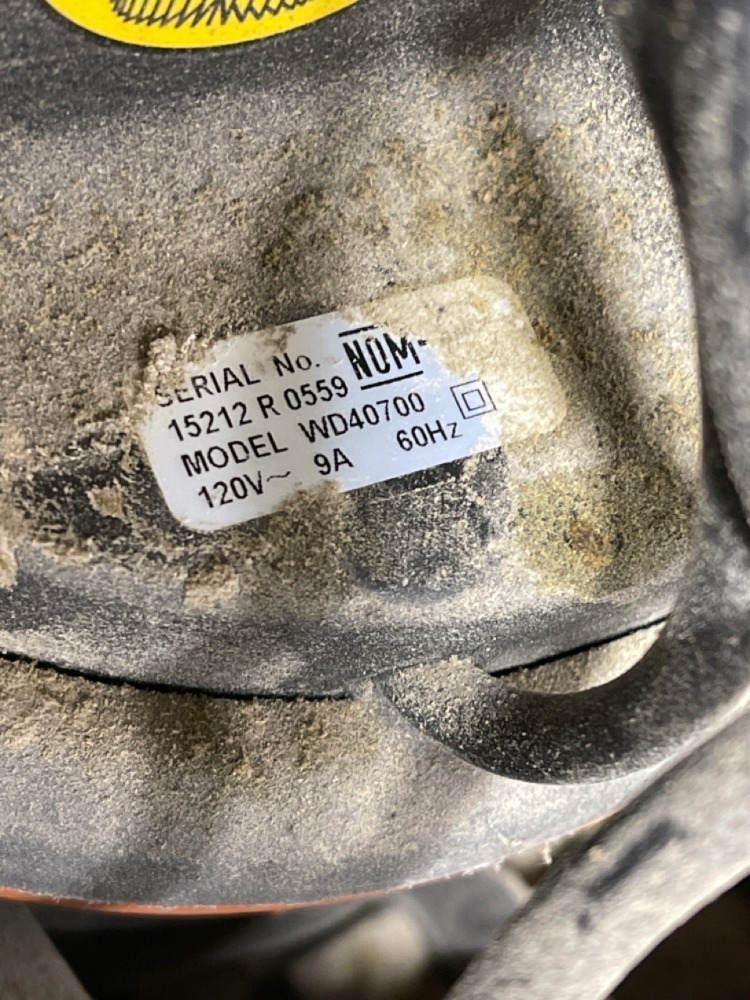 SERIAL No.
NOM
15212 R 0559
MODEL WD40700
120V~ 9A 60Hz